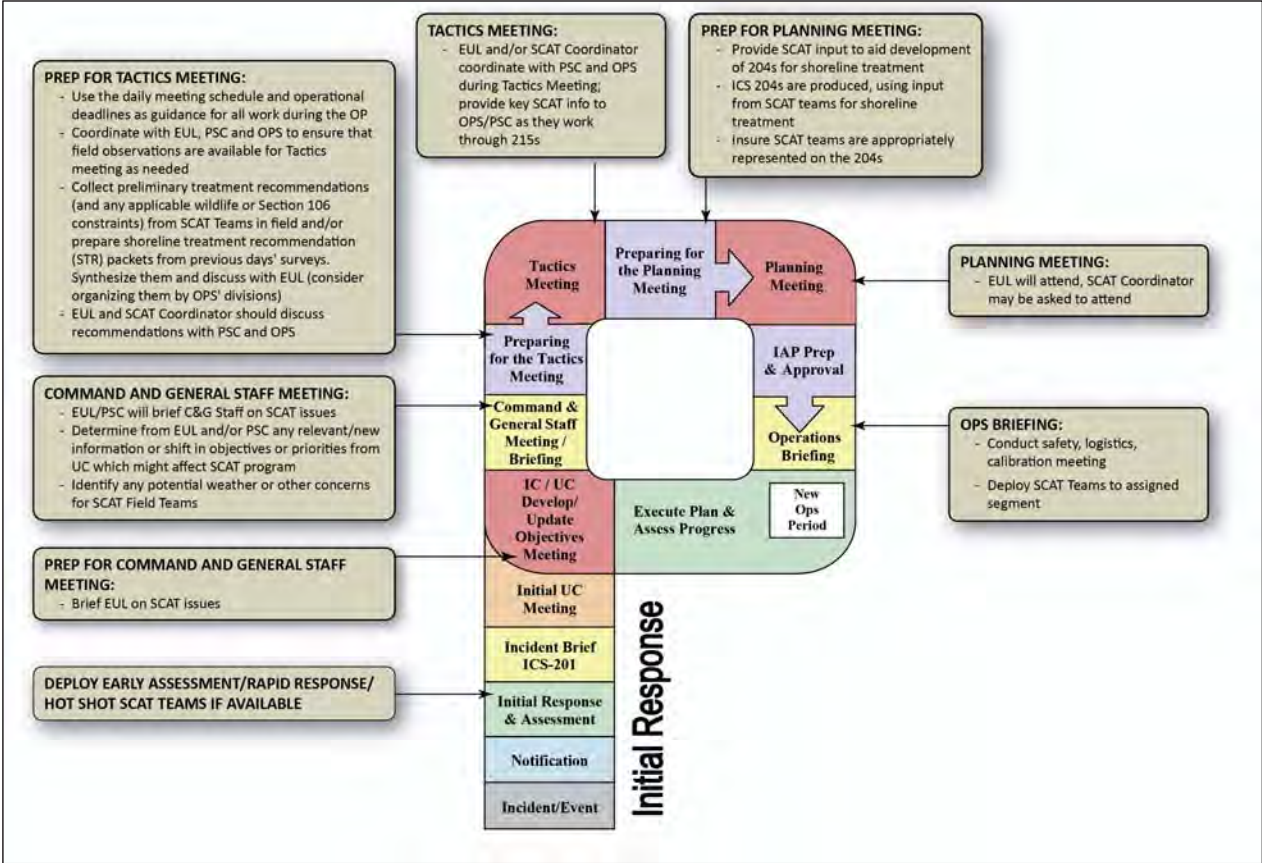 TACTICS MEETING:
- EUL and/or SCAT Coordinator
coordinate with PSC and OPS
during Tactics Meeting;
provide key SCAT info to
OPS/PSC as they work
through 215s
PREP FOR PLANNING MEETING:
- Provide SCAT input to aid development
of 204s for shoreline treatment
- ICS 204s are produced, using input
from SCAT teams for shoreline
treatment
- Insure SCAT teams are appropriately
represented on the 204s
PREP FOR TACTICS MEETING:
- Use the daily meeting schedule and operational
deadlines as guidance for all work during the OP
- Coordinate with EUL, PSC and OPS to ensure that
field observations are available for Tactics
meeting as needed
- Collect preliminary treatment recommendations
(and any applicable wildlife or Section 106
constraints) from SCAT Teams in field and/or
prepare shoreline treatment recommendation
(STR) packets from previous days' surveys.
Synthesize them and discuss with EUL (consider
organizing them by OPS' divisions)
- EUL and SCAT Coordinator should discuss
recommendations with PSC and OPS
COMMAND AND GENERAL STAFF MEETING:
- EUL/PSC will brief C&G Staff on SCAT issues
- Determine from EUL and/or PSC any relevant/new
information or shift in objectives or priorities from
UC which might affect SCAT program
- Identify any potential weather or other concerns
for SCAT Field Teams
PREP FOR COMMAND AND GENERAL STAFF
MEETING:
- Brief EUL on SCAT issues
DEPLOY EARLY ASSESSMENT/RAPID RESPONSE/
HOT SHOT SCAT TEAMS IF AVAILABLE
Tactics
Meeting
Preparing for
the Planning
Meeting
Planning
Meeting
Preparing
for the Tactics
Meeting
IAP Prep
& Approval
Command &
General Staff
Meeting /
Briefing
Operations
Briefing
IC / UC
Develop/
Update
Objectives
Meeting
Execute Plan &
Assess Progress
New
Ops
Period
Initial UC
Meeting
Incident Brief
ICS-201
Initial Response
& Assessment
Notification
Incident/Event
Initial Response
PLANNING MEETING:
- EUL will attend, SCAT Coordinator
may be asked to attend
OPS BRIEFING:
- Conduct safety, logistics,
calibration meeting
- Deploy SCAT Teams to assigned
segment